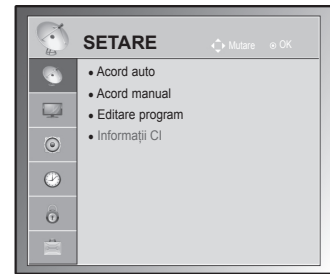 SETARE
Mutare
OK
Acord auto
Acord manual
Editare program
Informații CI